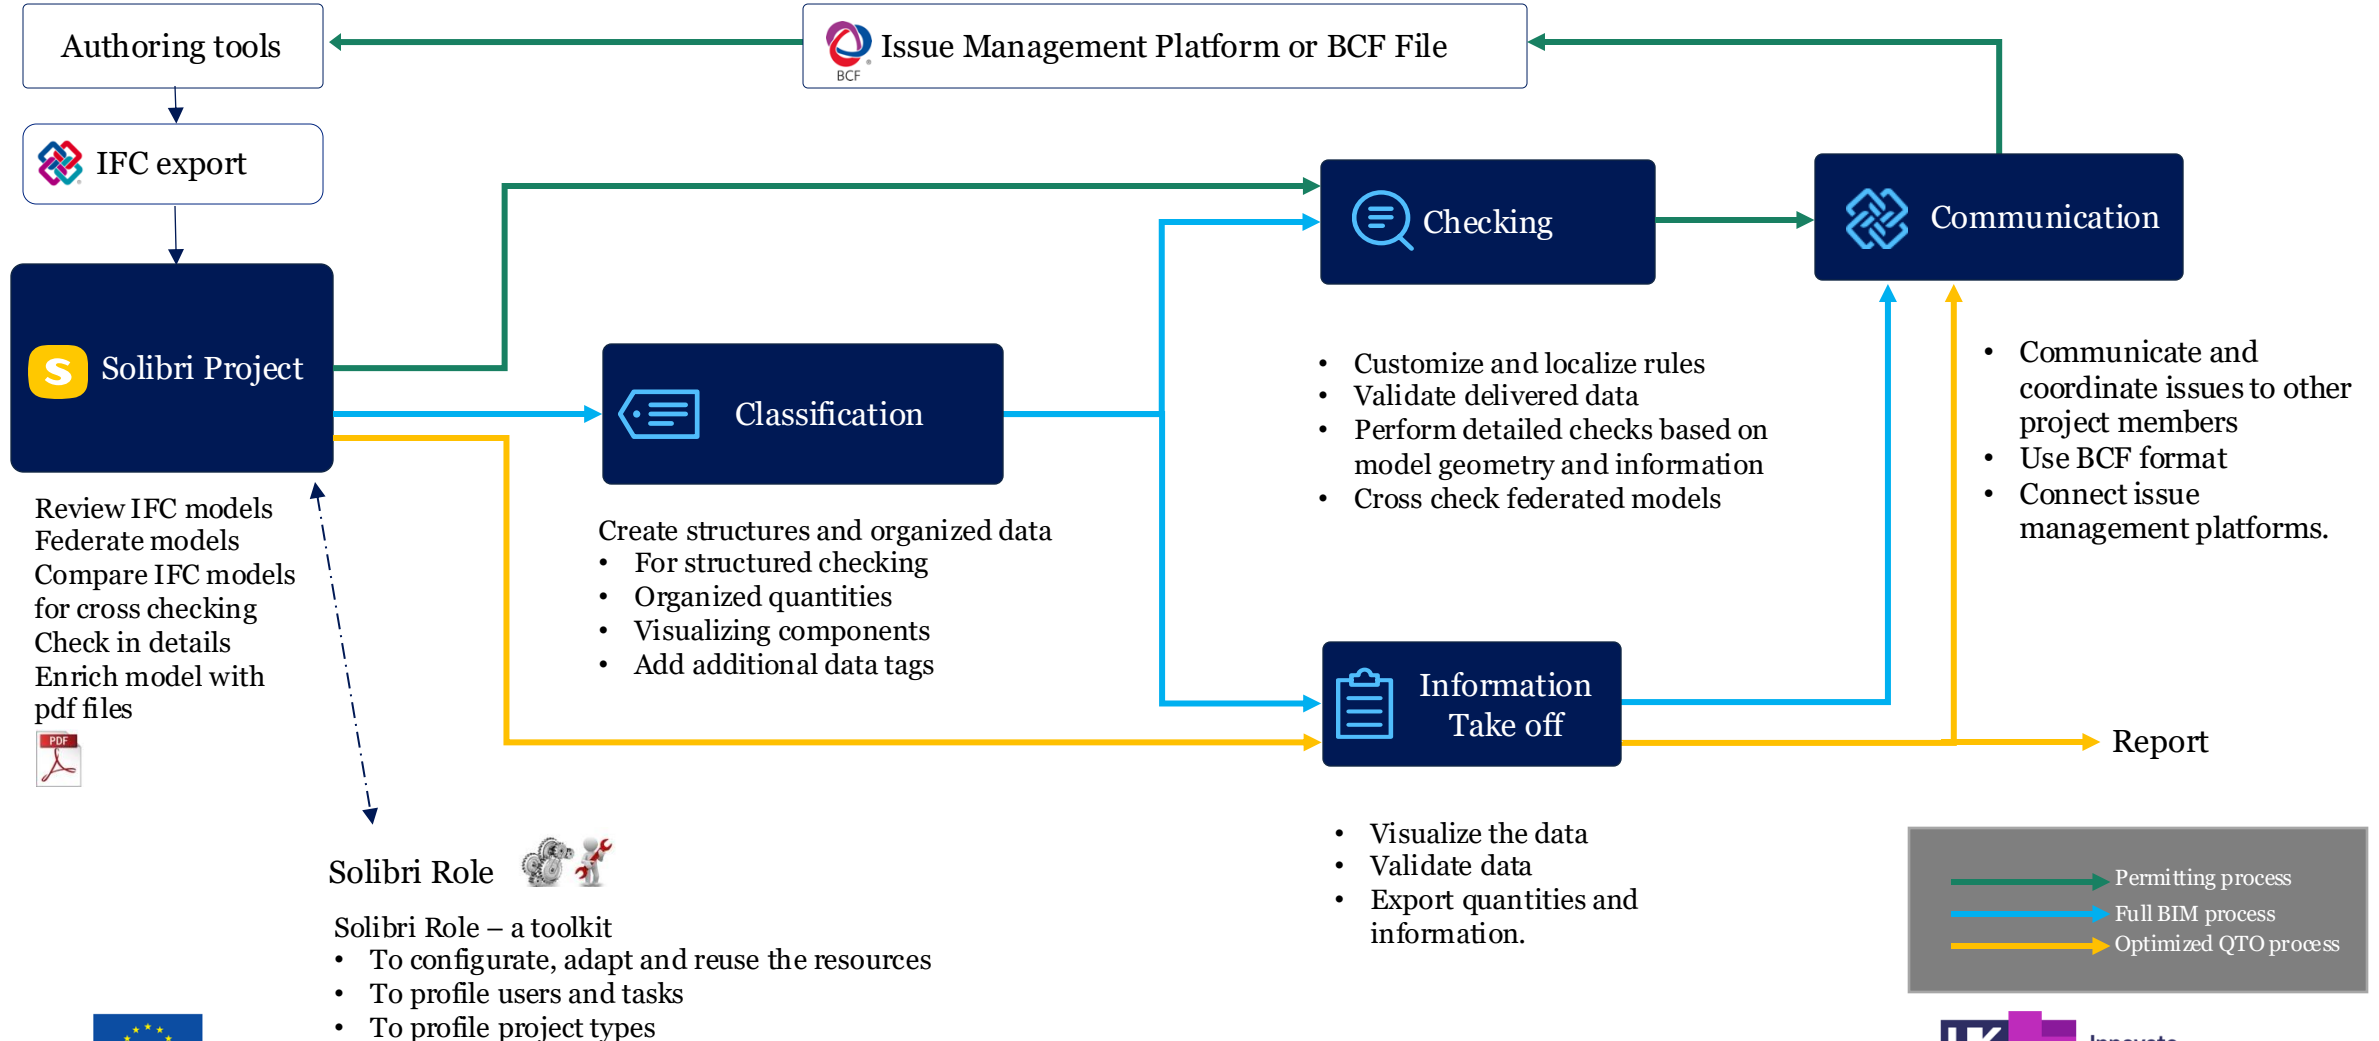 Authoring tools
BCF
Issue Management Platform or BCF File
IFC export
Checking
Communication
Solibri Project
Classification
Review IFC models
Federate models
Compare IFC models
for cross checking
Check in details
Enrich model with
pdf files
PDF
Create structures and organized data
• For structured checking
• Organized quantities
• Visualizing components
• Add additional data tags
• Customize and localize rules
• Validate delivered data
• Perform detailed checks based on
model geometry and information
• Cross check federated models
• Communicate and
coordinate issues to other
project members
• Use BCF format
• Connect issue
management platforms.
Information
Take off
Report
• Visualize the data
• Validate data
• Export quantities and
information.
Solibri Role
Solibri Role – a toolkit
• To configurate, adapt and reuse the resources
• To profile users and tasks
• To profile project types
Permitting process
Full BIM process
Optimized QTO process
UK
Innovate